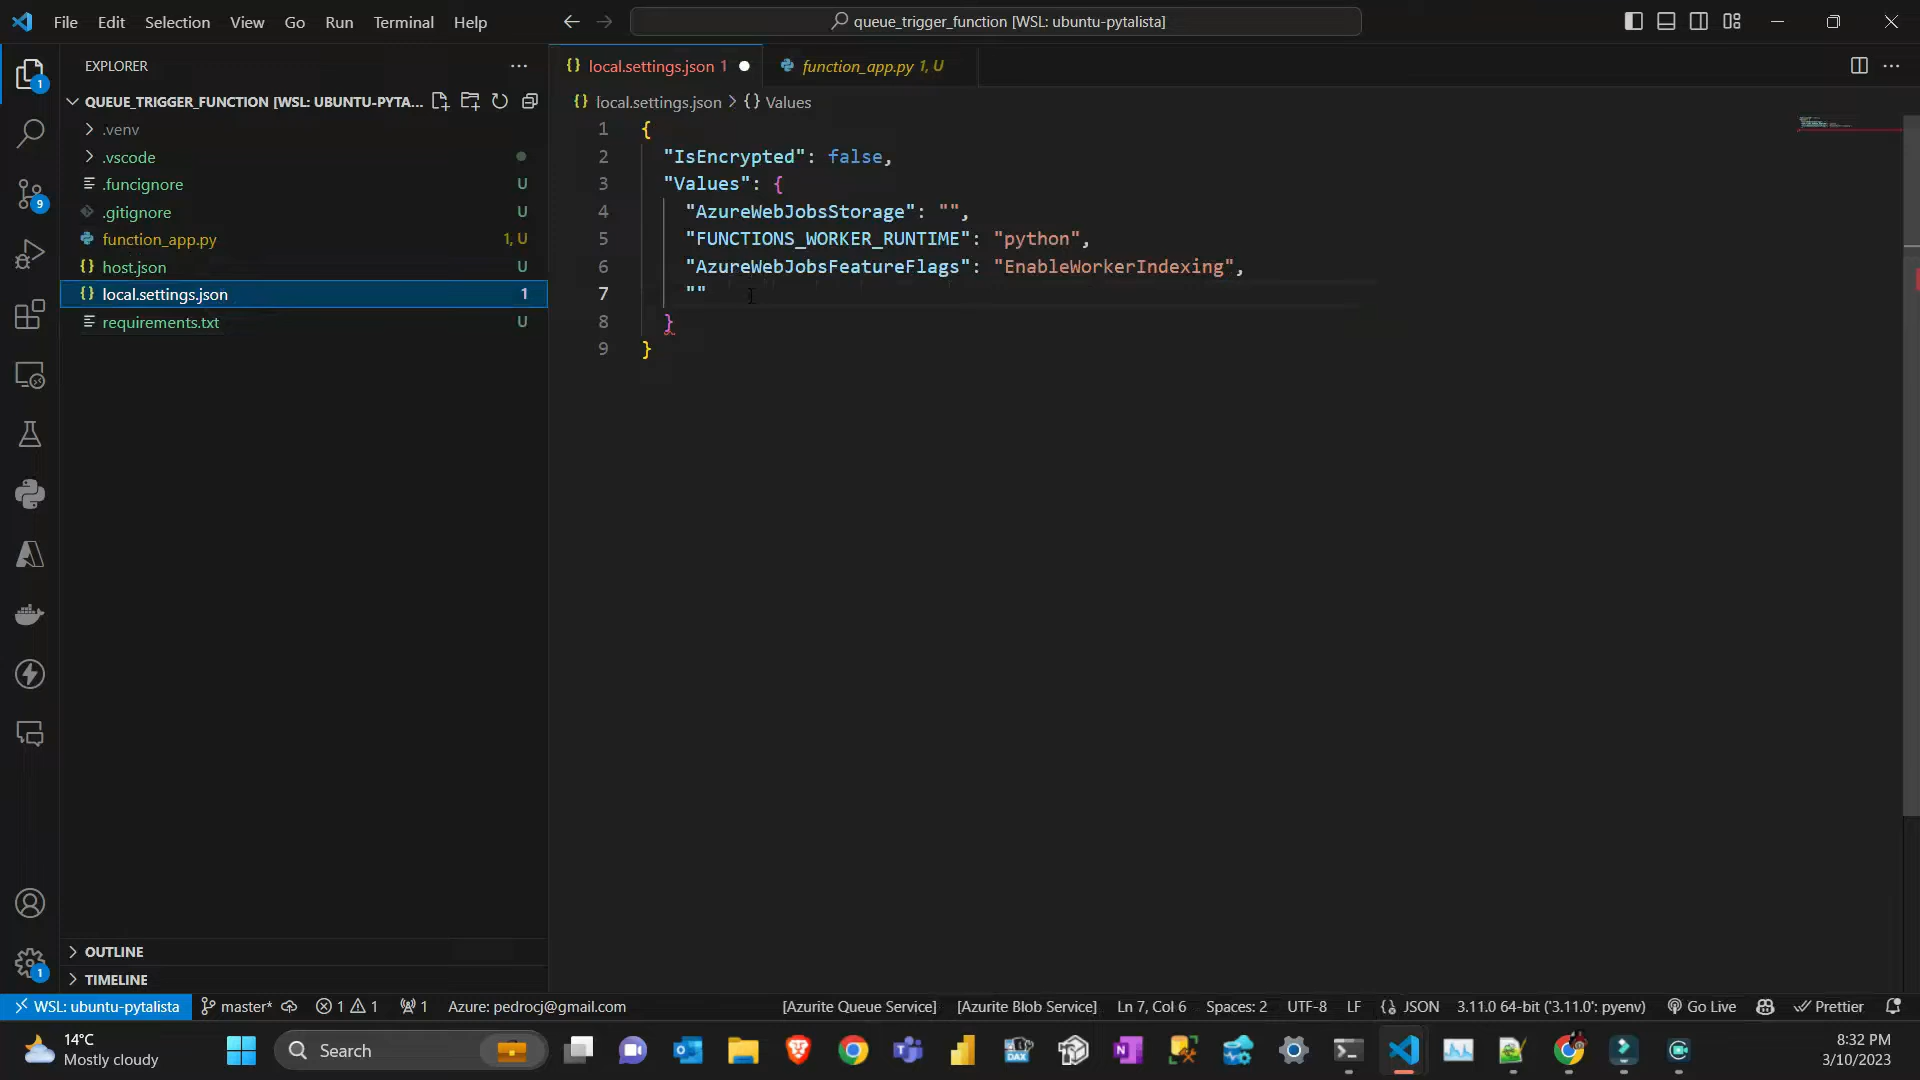 File Edit Selection View Go Run Terminal Help
queue_trigger_function [WSL: ubuntu-pytalista]
EXPLORER
QUEUE_TRIGGER_FUNCTION [WSL: UBUNTU-PYTA...
.venv
.vscode
.funcignore U
.gitignore U
function_app.py 1, U
host.json U
local.settings.json 1
requirements.txt U
OUTLINE
TIMELINE
1
9
1
local.settings.json 1
function_app.py 1, U
local.settings.json > {} Values
1 {
2 "IsEncrypted": false,
3 "Values": {
4 "AzureWebJobsStorage": "",
5 "FUNCTIONS_WORKER_RUNTIME": "python",
6 "AzureWebJobsFeatureFlags": "EnableWorkerIndexing",
7 ""
8 }
9 }
WSL: ubuntu-pytalista master* 1 1 1 Azure: pedrocj@gmail.com [Azurite Queue Service] [Azurite Blob Service] Ln 7, Col 6 Spaces: 2 UTF-8 LF {} JSON 3.11.0 64-bit ('3.11.0': pyenv) Go Live Prettier
14°C
Mostly cloudy
Search
DAX
8:32 PM
3/10/2023